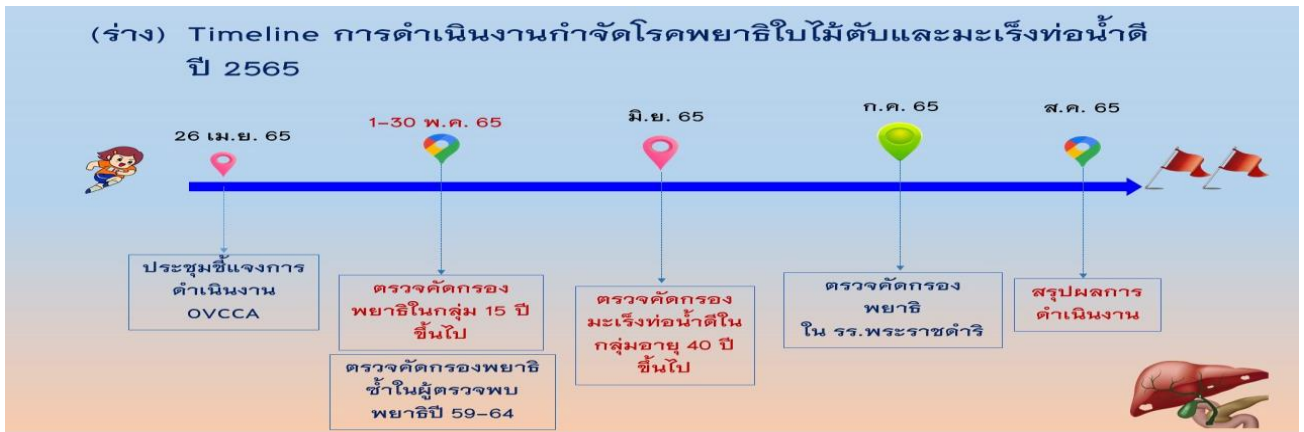 (ร่าง) Timeline การดำเนินงานกำจัดโรคพยาธิใบไม้ตับและมะเร็งท่อน้ำดี
ปี 2565
26 เม.ย. 65
1-30 พ.ค. 65
มิ.ย. 65
ก.ค. 65
ส.ค. 65
ประชุมชี้แจงการ
ดำเนินงาน
OVCCA
ตรวจคัดกรอง
พยาธิในกลุ่ม 15 ปี
ขึ้นไป
ตรวจคัดกรองพยาธิ
ซ้ำในผู้ตรวจพบ
พยาธิปี 59-64
ตรวจคัดกรอง
มะเร็งท่อน้ำดีใน
กลุ่มอายุ 40 ปี
ขึ้นไป
ตรวจคัดกรอง
พยาธิ
ใน รร.พระราชดำริ
สรุปผลการ
ดำเนินงาน